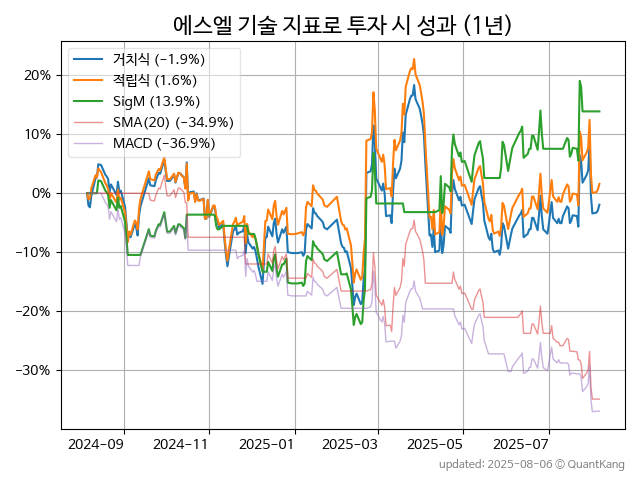 에스엘 기술 지표로 투자 시 성과 (1년)
거치식 (−1.9%)
적립식 (1.6%)
SigM (13.9%)
SMA(20) (−34.9%)
MACD (−36.9%)
20%
10%
0%
−10%
−20%
−30%
2024−09 2024−11 2025−01 2025−03 2025−05 2025−07
updated: 2025-08-06 © QuantKang